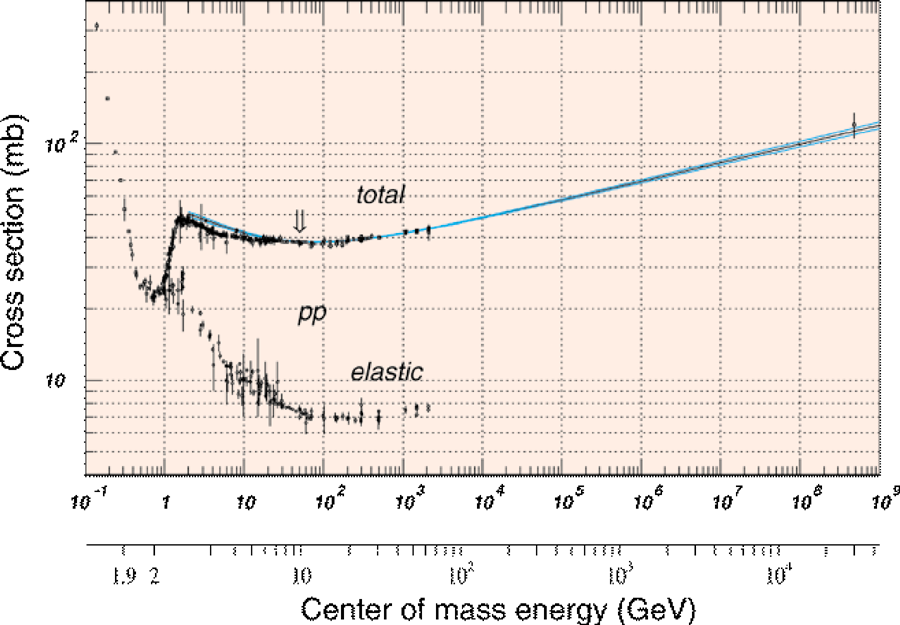 Cross section (mb)
10²
10
total
pp
elastic
10⁻¹ 1 10 10² 10³ 10⁴ 10⁵ 10⁶ 10⁷ 10⁸ 10⁹
1.9 2 10 10² 10³ 10⁴
Center of mass energy (GeV)